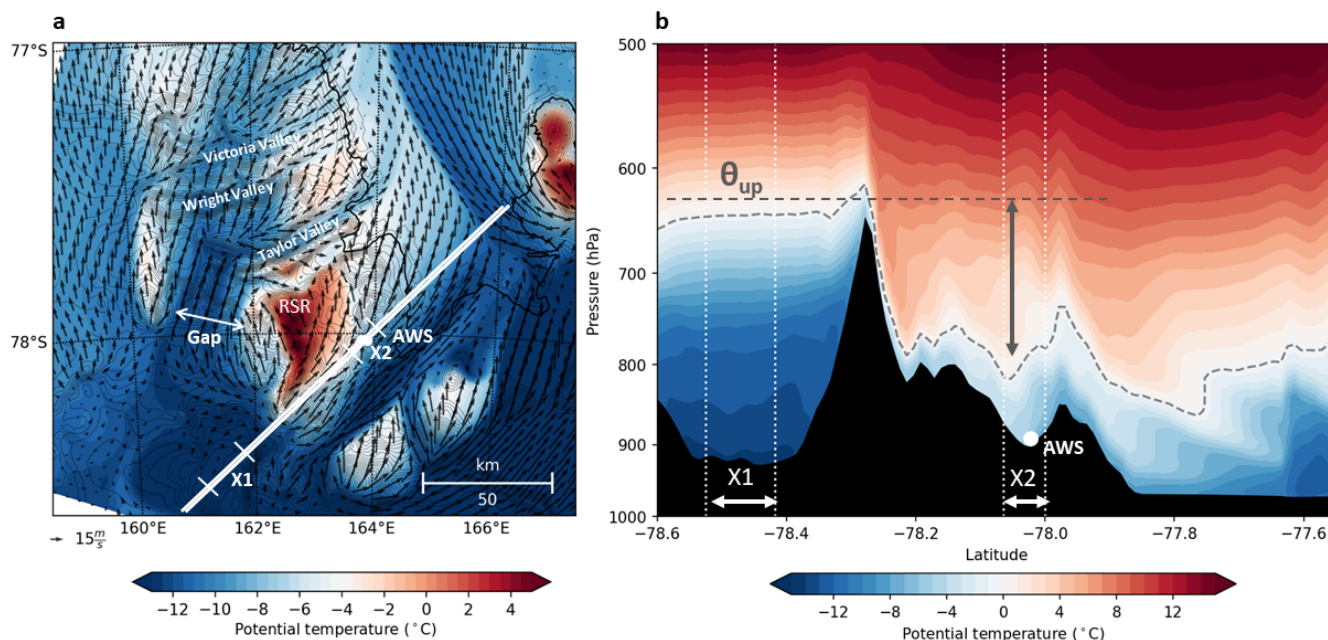 a
77°S
78°S
Victoria Valley
Wright Valley
Taylor Valley
RSR
Gap
AWS
X2
X1
km
50
160°E 162°E 164°E 166°E
15 m/s
−12 −10 −8 −6 −4 −2 0 2 4
Potential temperature (°C)
b
500
600
700
800
900
1000
Pressure (hPa)
θup
AWS
X1
X2
−78.6 −78.4 −78.2 −78.0 −77.8 −77.6
Latitude
−12 −8 −4 0 4 8 12
Potential temperature (°C)